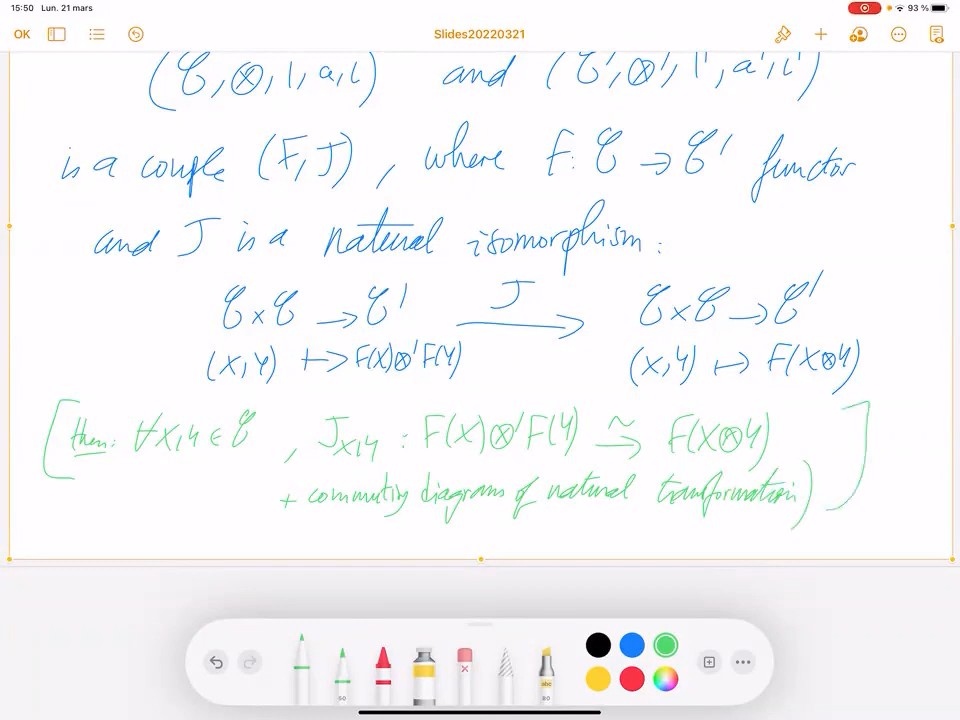 15:50 Lun. 21 mars 93 %
OK Slides20220321
(𝒞, ⊗, 1, a, l) and (𝒞', ⊗', 1', a', l')
is a couple (F, J), where F: 𝒞 → 𝒞' functor
and J is a natural isomorphism:
𝒞 × 𝒞 → 𝒞' J ⟶ 𝒞 × 𝒞 → 𝒞'
(X, Y) ↦ F(X) ⊗' F(Y) (X, Y) ↦ F(X ⊗ Y)
[then: ∀ X, Y ∈ 𝒞, J_{X,Y} : F(X) ⊗' F(Y) ⥲ F(X ⊗ Y)
+ commuting diagrams of natural transformation)]